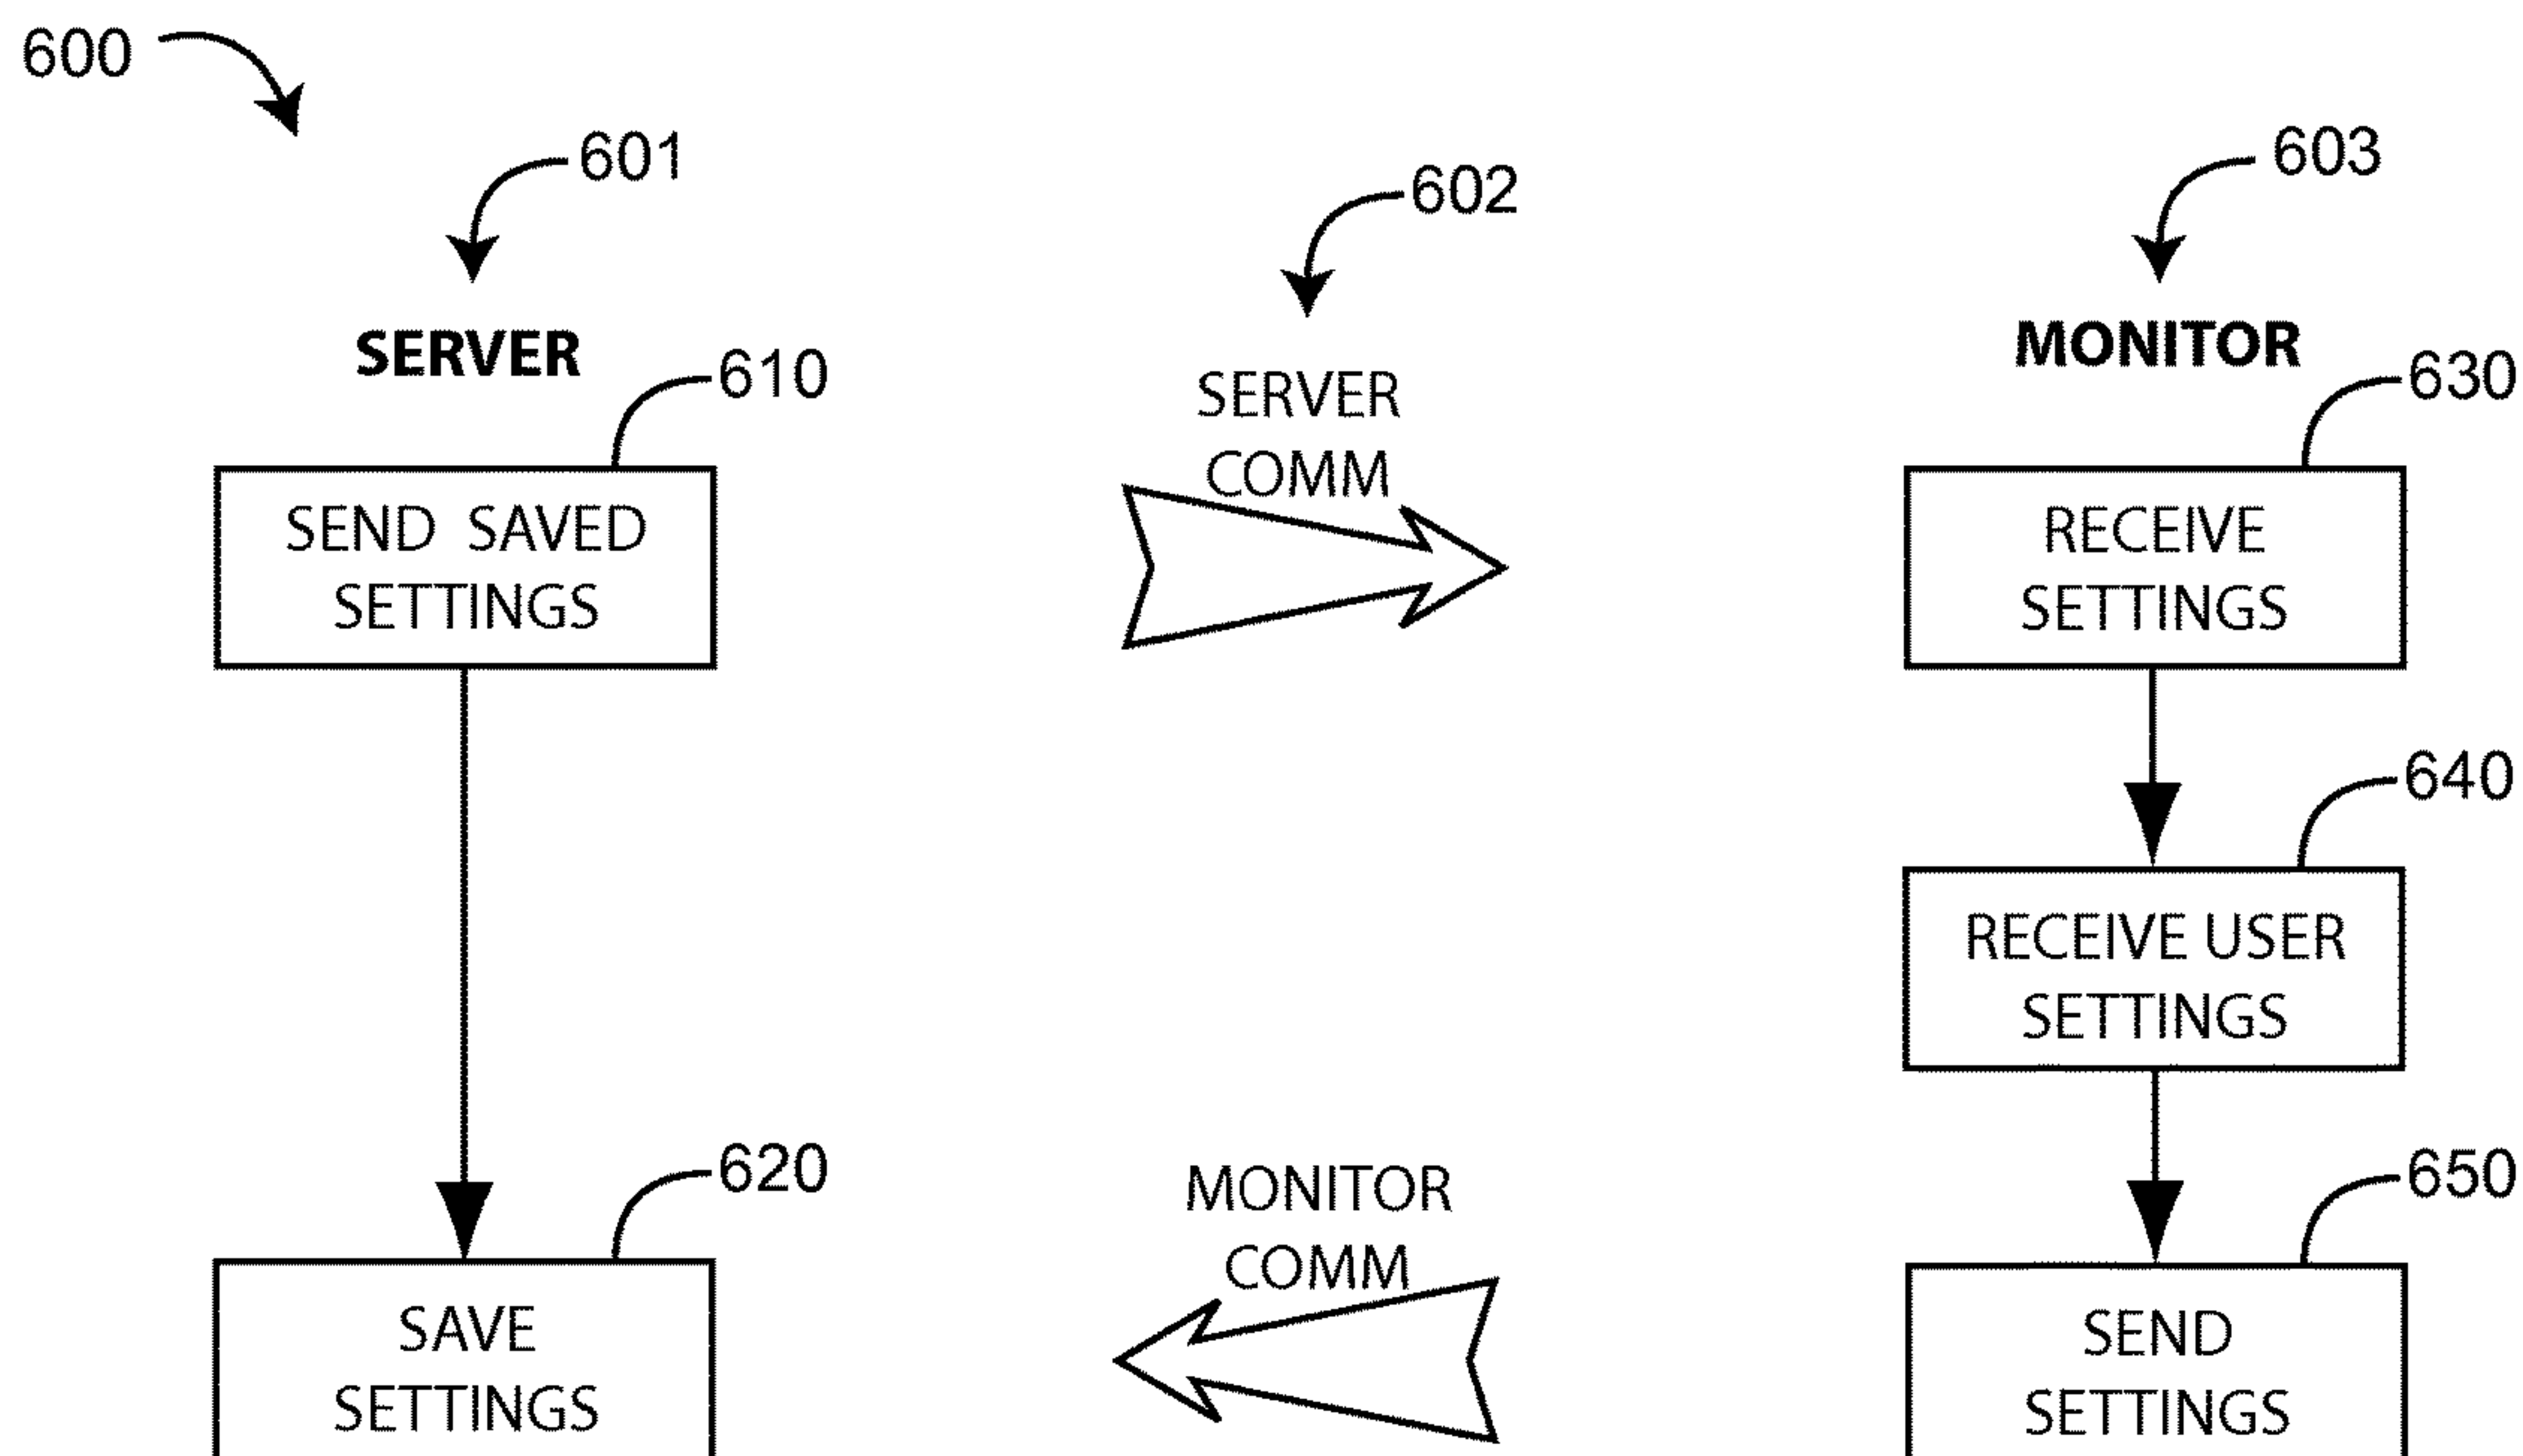 600
601
602
603
SERVER
MONITOR
610
630
SERVER
COMM
SEND SAVED
SETTINGS
RECEIVE
SETTINGS
640
RECEIVE USER
SETTINGS
620
650
MONITOR
COMM
SAVE
SETTINGS
SEND
SETTINGS